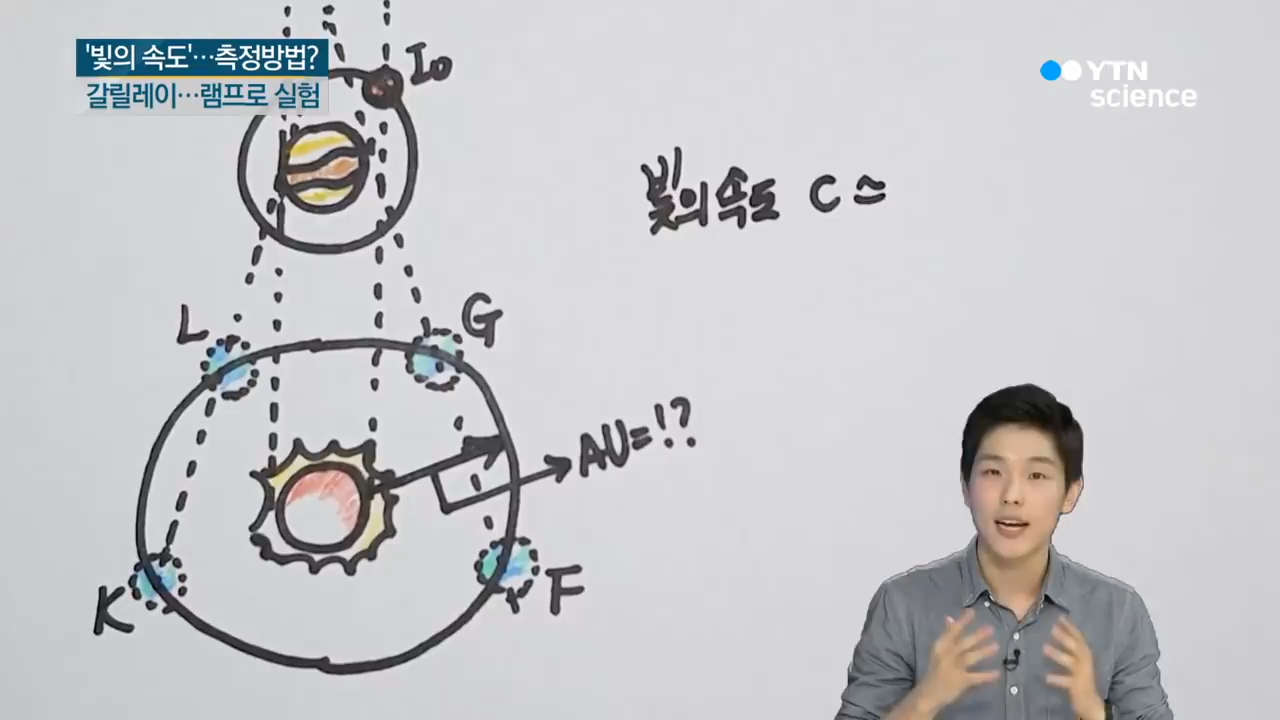 '빛의 속도'…측정방법?
갈릴레이…램프로 실험
YTN
science
Io
빛의 속도 C ≃
L
G
AU=!?
K
F